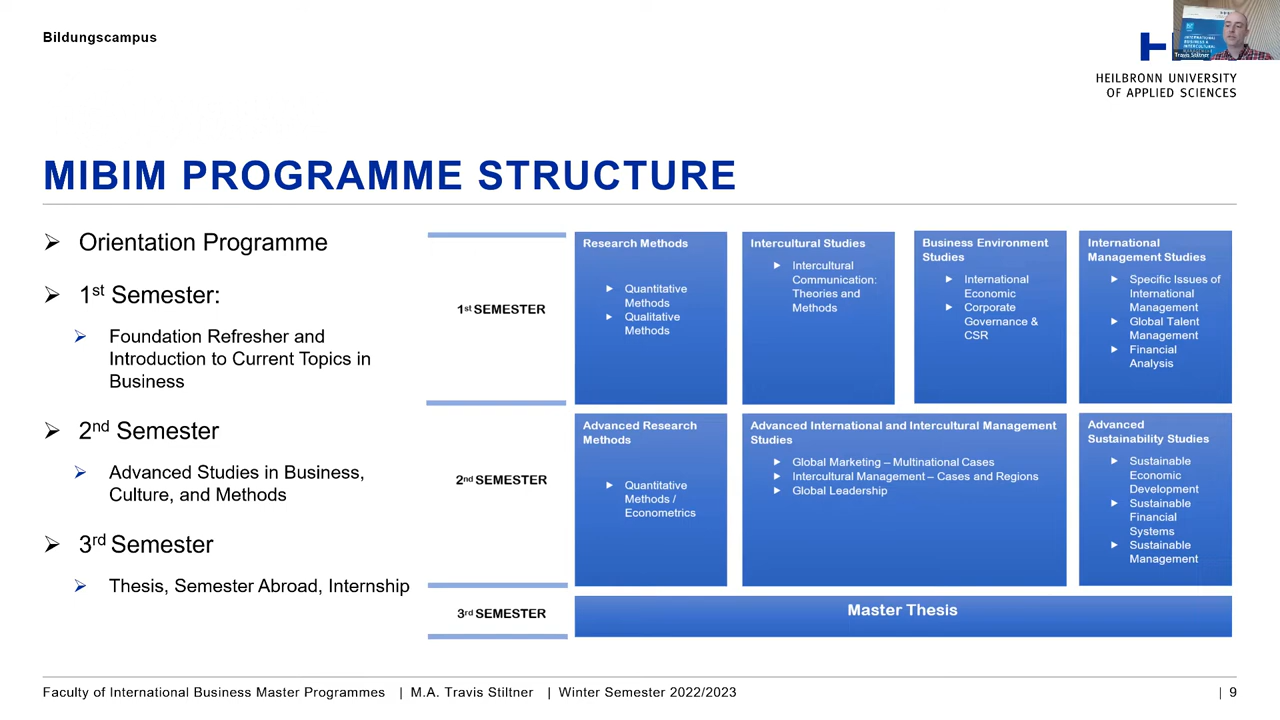 Bildungscampus
INTERNATIONAL
BUSINESS &
INTERCULTURAL
Travis Stiltner
HEILBRONN UNIVERSITY
OF APPLIED SCIENCES
MIBIM PROGRAMME STRUCTURE
Orientation Programme
1st Semester:
Foundation Refresher and
Introduction to Current Topics in
Business
2nd Semester
Advanced Studies in Business,
Culture, and Methods
3rd Semester
Thesis, Semester Abroad, Internship
1st SEMESTER
Research Methods
Quantitative
Methods
Qualitative
Methods
Intercultural Studies
Intercultural
Communication:
Theories and
Methods
Business Environment
Studies
International
Economic
Corporate
Governance &
CSR
International
Management Studies
Specific Issues of
International
Management
Global Talent
Management
Financial
Analysis
2nd SEMESTER
Advanced Research
Methods
Quantitative
Methods /
Econometrics
Advanced International and Intercultural Management
Studies
Global Marketing – Multinational Cases
Intercultural Management – Cases and Regions
Global Leadership
Advanced
Sustainability Studies
Sustainable
Economic
Development
Sustainable
Financial
Systems
Sustainable
Management
3rd SEMESTER
Master Thesis
Faculty of International Business Master Programmes | M.A. Travis Stiltner | Winter Semester 2022/2023 | 9